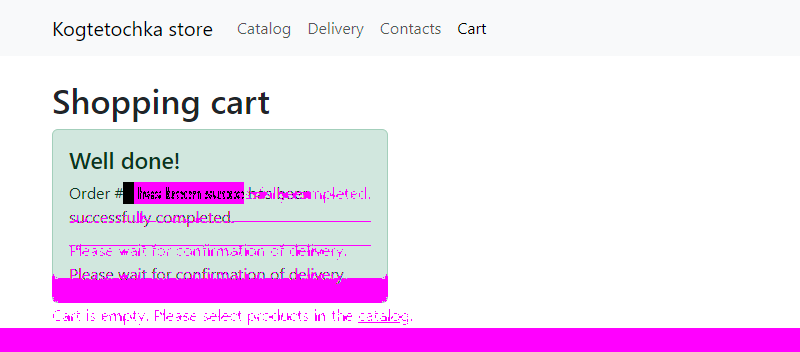 Kogtetochka store Catalog Delivery Contacts Cart
Shopping cart
Well done!
Order # has been completed.
successfully completed.
Please wait for confirmation of delivery.
Please wait for confirmation of delivery.
Cart is empty. Please select products in the catalog.